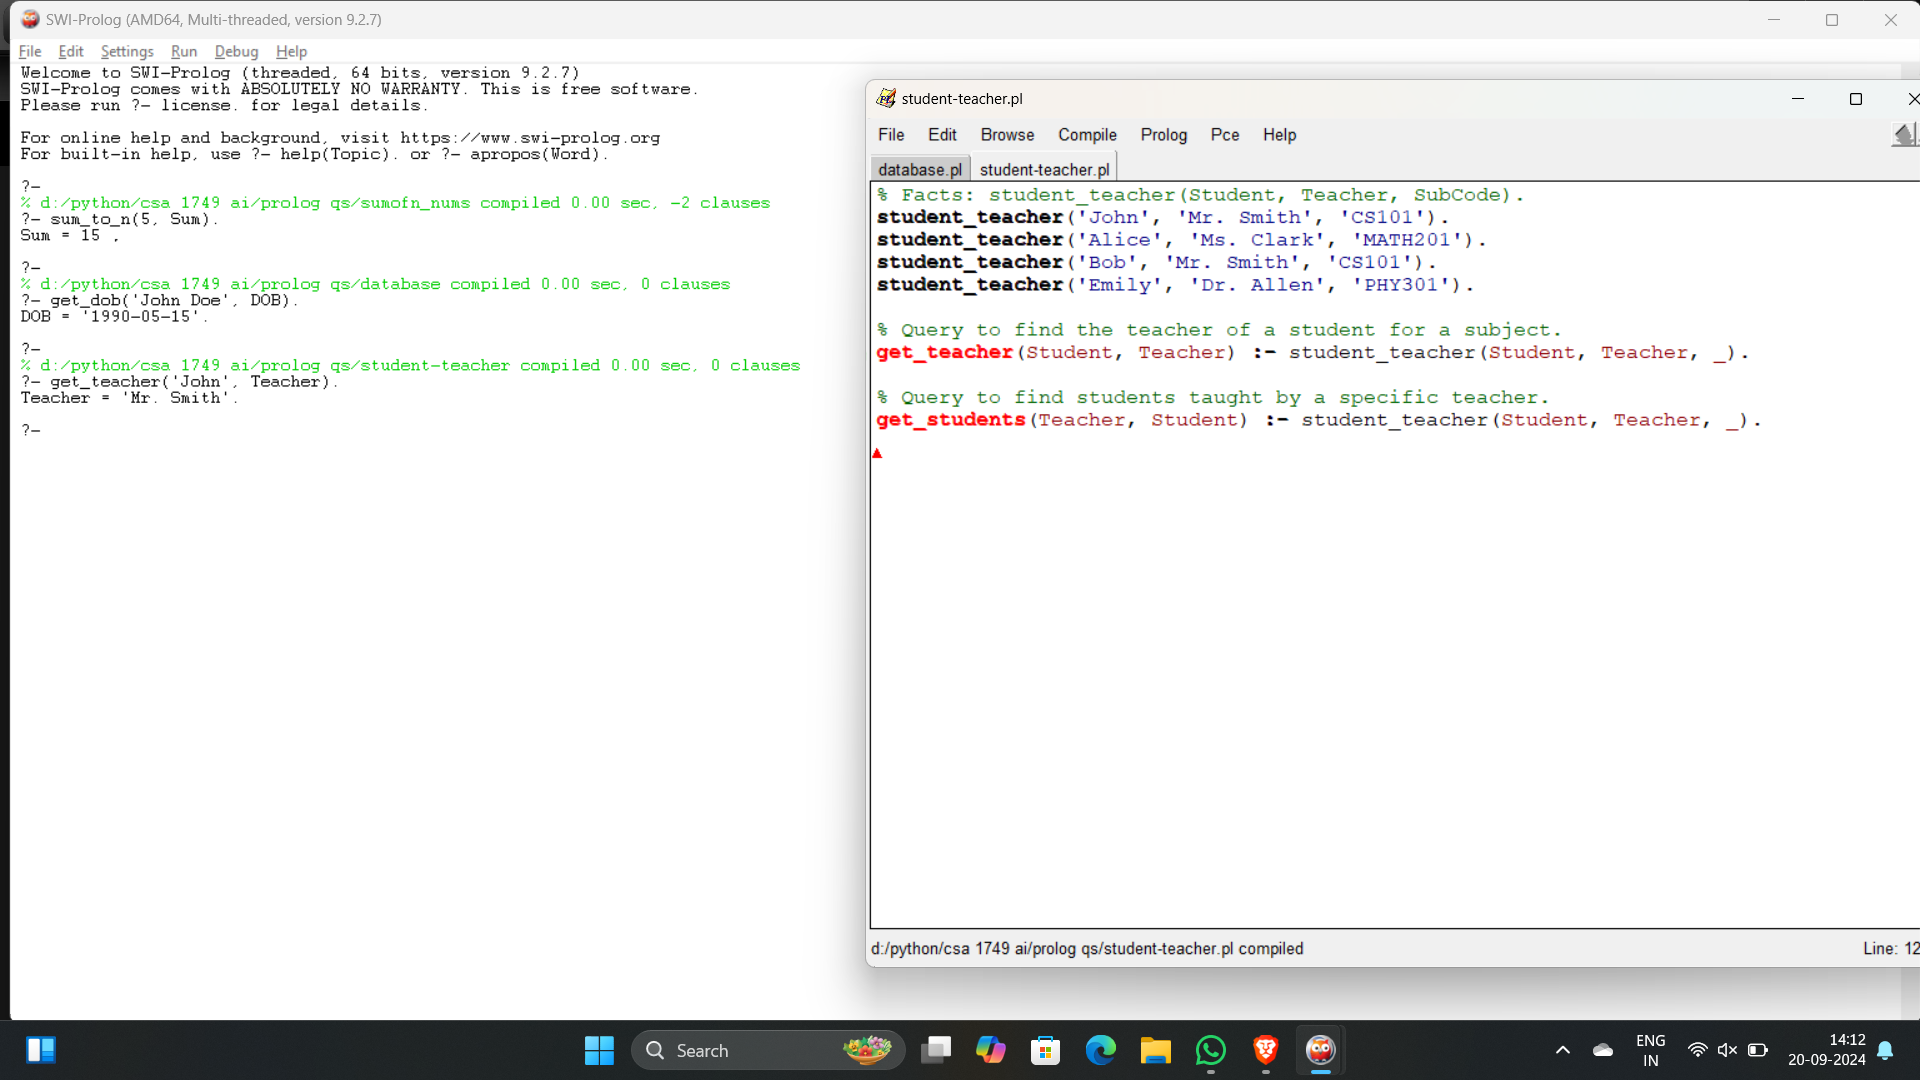 SWI-Prolog (AMD64, Multi-threaded, version 9.2.7)
File Edit Settings Run Debug Help
Welcome to SWI-Prolog (threaded, 64 bits, version 9.2.7)
SWI-Prolog comes with ABSOLUTELY NO WARRANTY. This is free software.
Please run ?- license. for legal details.
For online help and background, visit https://www.swi-prolog.org
For built-in help, use ?- help(Topic). or ?- apropos(Word).
?-
% d:/python/csa 1749 ai/prolog qs/sumofn_nums compiled 0.00 sec, -2 clauses
?- sum_to_n(5, Sum).
Sum = 15 .
?-
% d:/python/csa 1749 ai/prolog qs/database compiled 0.00 sec, 0 clauses
?- get_dob('John Doe', DOB).
DOB = '1990-05-15'.
?-
% d:/python/csa 1749 ai/prolog qs/student-teacher compiled 0.00 sec, 0 clauses
?- get_teacher('John', Teacher).
Teacher = 'Mr. Smith'.
?-
student-teacher.pl
File Edit Browse Compile Prolog Pce Help
database.pl student-teacher.pl
% Facts: student_teacher(Student, Teacher, SubCode).
student_teacher('John', 'Mr. Smith', 'CS101').
student_teacher('Alice', 'Ms. Clark', 'MATH201').
student_teacher('Bob', 'Mr. Smith', 'CS101').
student_teacher('Emily', 'Dr. Allen', 'PHY301').
% Query to find the teacher of a student for a subject.
get_teacher(Student, Teacher) :- student_teacher(Student, Teacher, _).
% Query to find students taught by a specific teacher.
get_students(Teacher, Student) :- student_teacher(Student, Teacher, _).
d:/python/csa 1749 ai/prolog qs/student-teacher.pl compiled
Line: 12
Search
ENG
IN
14:12
20-09-2024